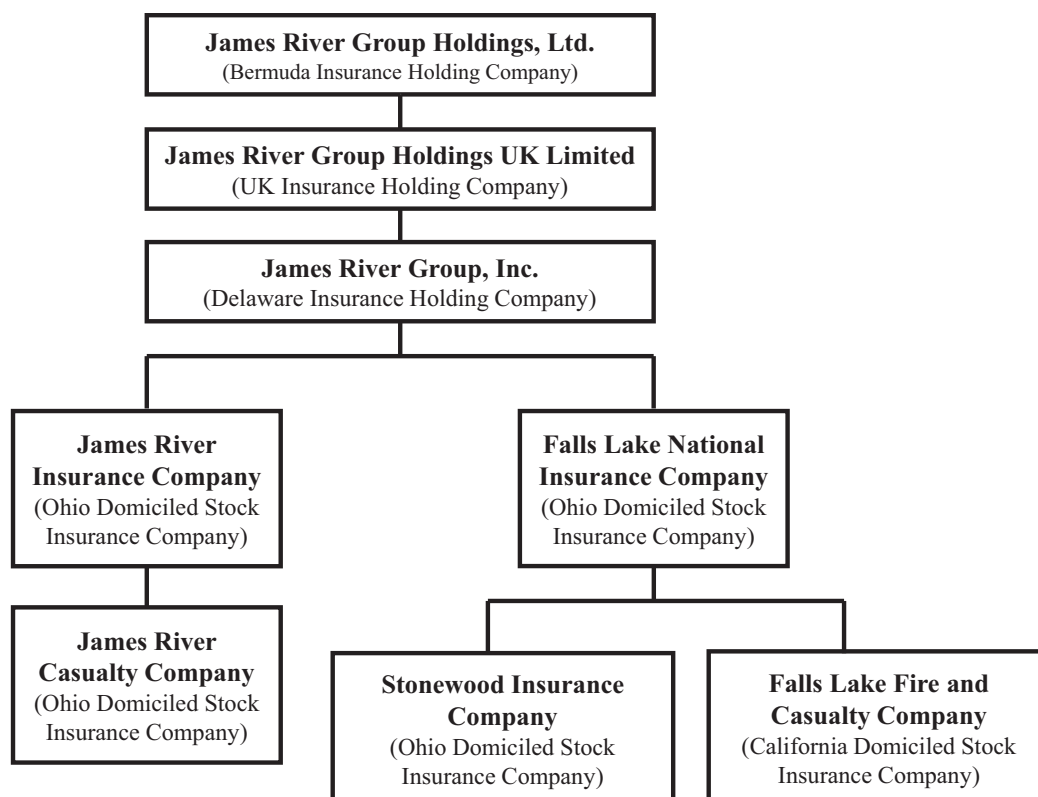 James River Group Holdings, Ltd.
(Bermuda Insurance Holding Company)
James River Group Holdings UK Limited
(UK Insurance Holding Company)
James River Group, Inc.
(Delaware Insurance Holding Company)
James River
Insurance Company
(Ohio Domiciled Stock
Insurance Company)
Falls Lake National
Insurance Company
(Ohio Domiciled Stock
Insurance Company)
James River
Casualty Company
(Ohio Domiciled Stock
Insurance Company)
Stonewood Insurance
Company
(Ohio Domiciled Stock
Insurance Company)
Falls Lake Fire and
Casualty Company
(California Domiciled Stock
Insurance Company)